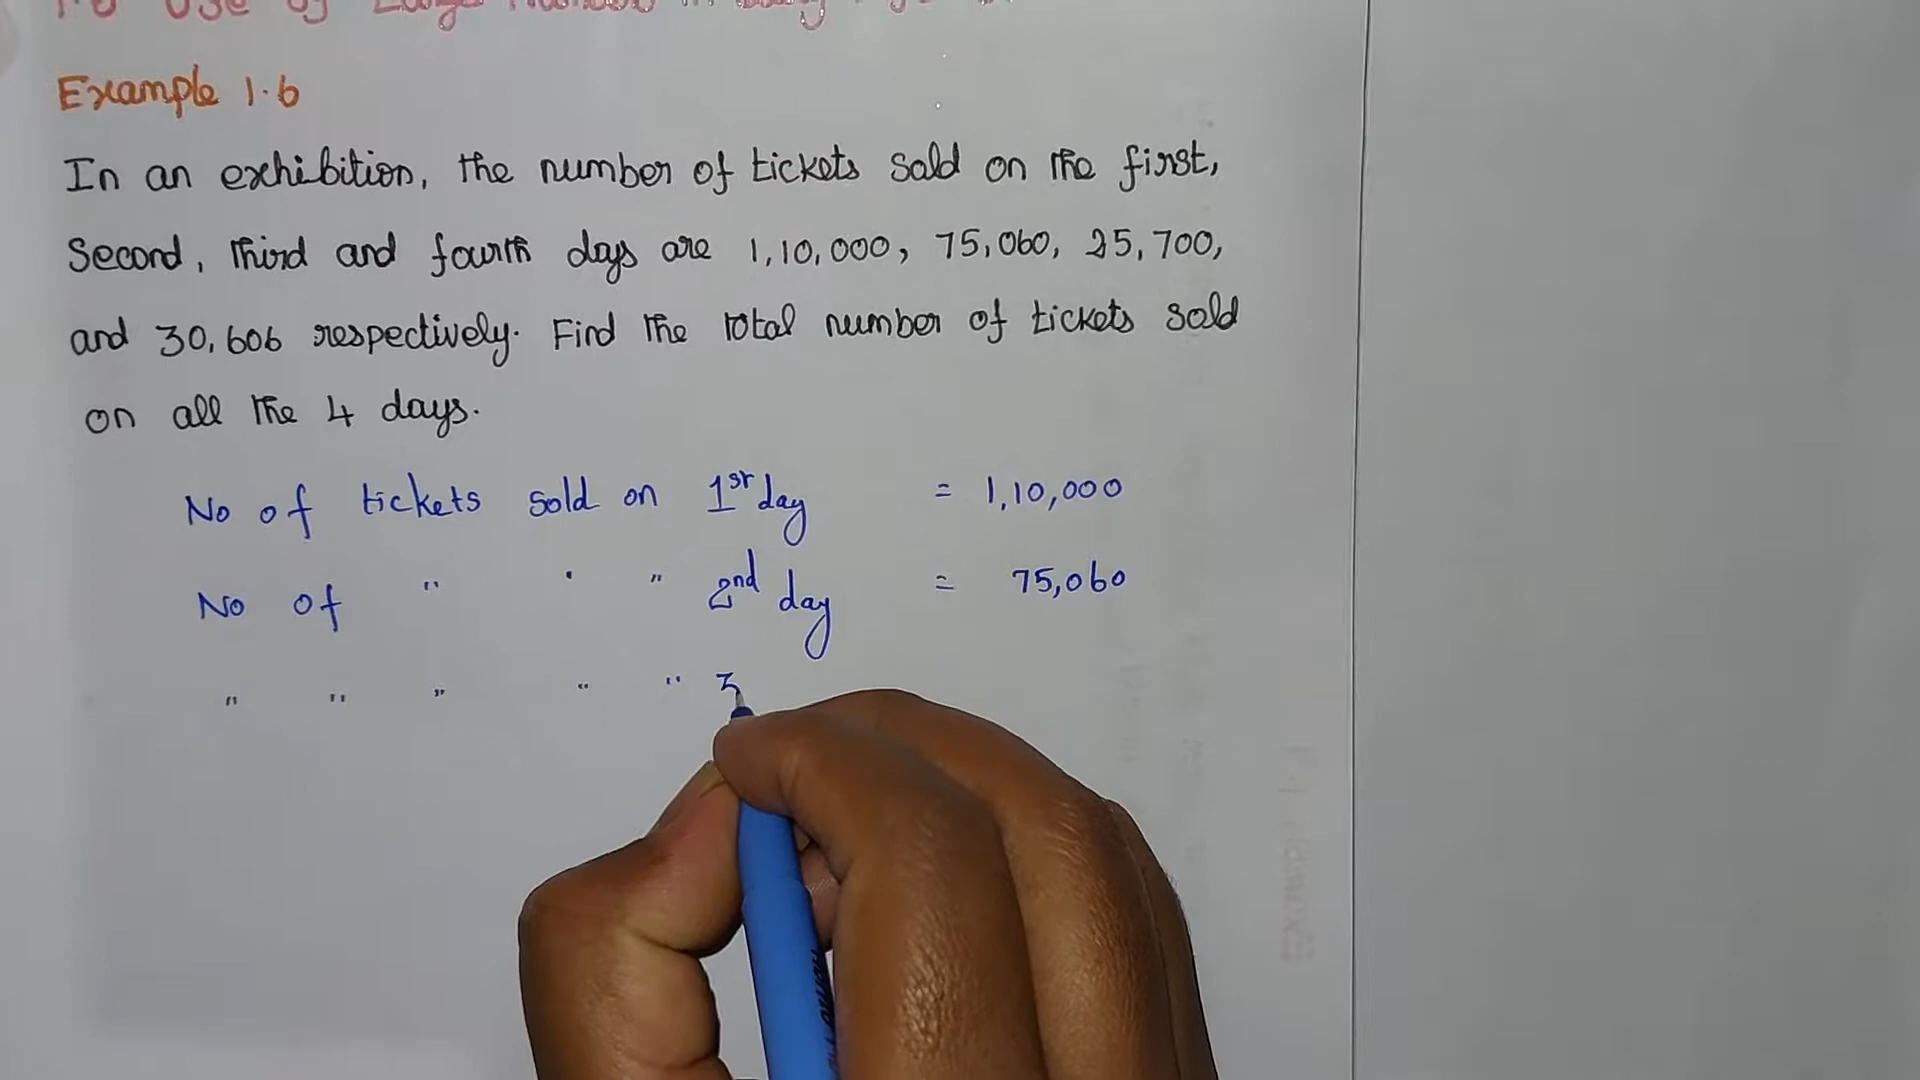 Use of Large
Example 1.6
In an exhibition, the number of tickets sold on the first,
Second, third and fourth days are 1,10,000, 75,060, 25,700,
and 30,606 respectively. Find the total number of tickets sold
on all the 4 days.
No of tickets sold on 1st day = 1,10,000
No of " " " 2nd day = 75,060
" " " " " 3